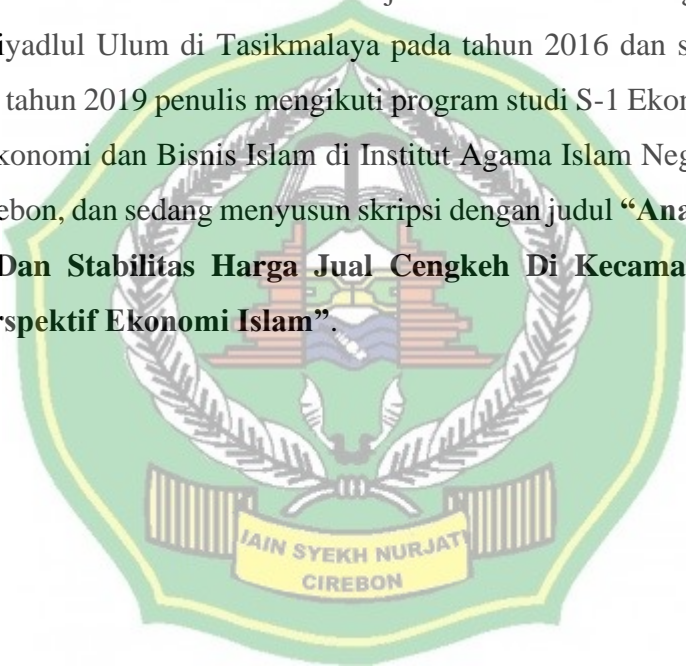 iyadlul Ulum di Tasikmalaya pada tahun 2016 dan s
tahun 2019 penulis mengikuti program studi S-1 Ekon
konomi dan Bisnis Islam di Institut Agama Islam Neg
ebon, dan sedang menyusun skripsi dengan judul “Ana
Dan Stabilitas Harga Jual Cengkeh Di Kecama
rspektif Ekonomi Islam”.
IAIN SYEKH NURJATI
CIREBON